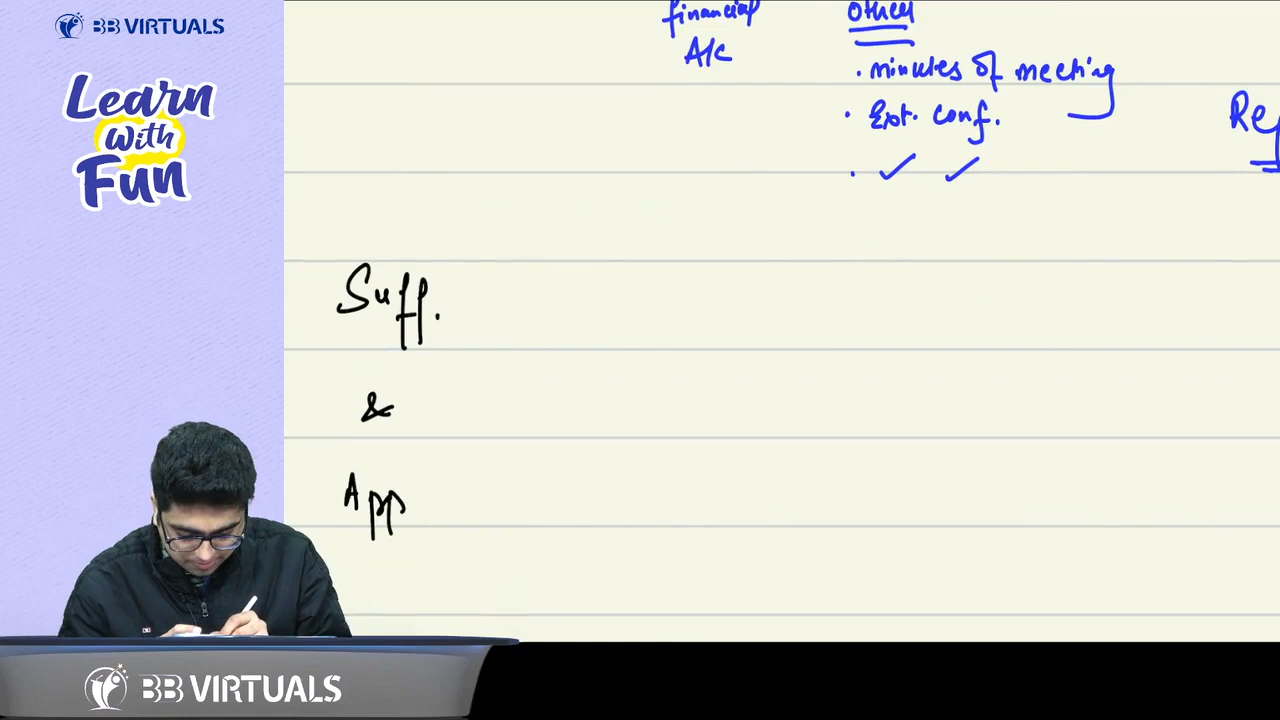 BB VIRTUALS
Learn
With
Fun
financial
A/c
Other
. minutes of meeting
. Ext. conf.
Suff.
&
App
BB VIRTUALS